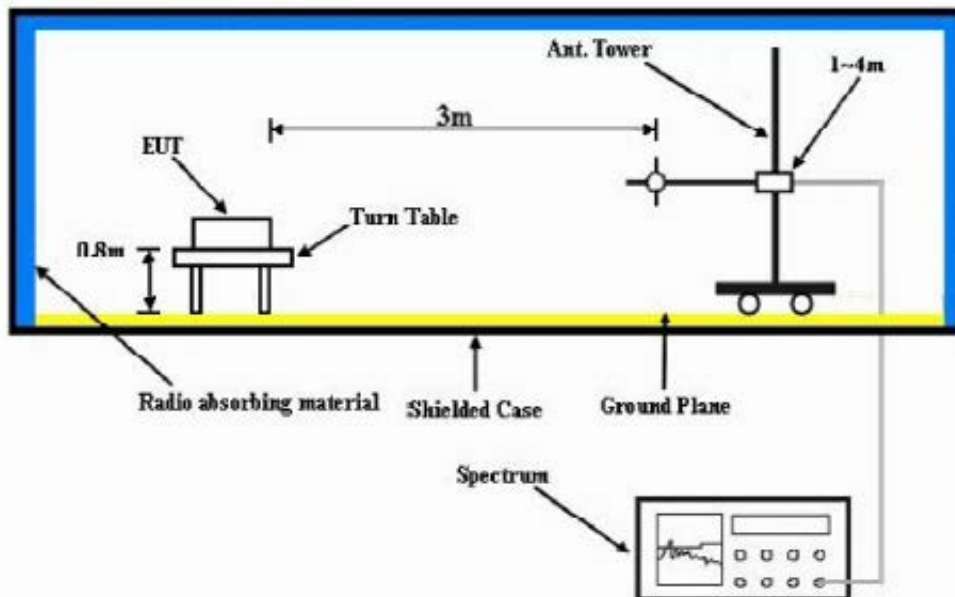 Ant. Tower
1~4m
3m
EUT
Turn Table
0.8m
Radio absorbing material
Shielded Case
Ground Plane
Spectrum